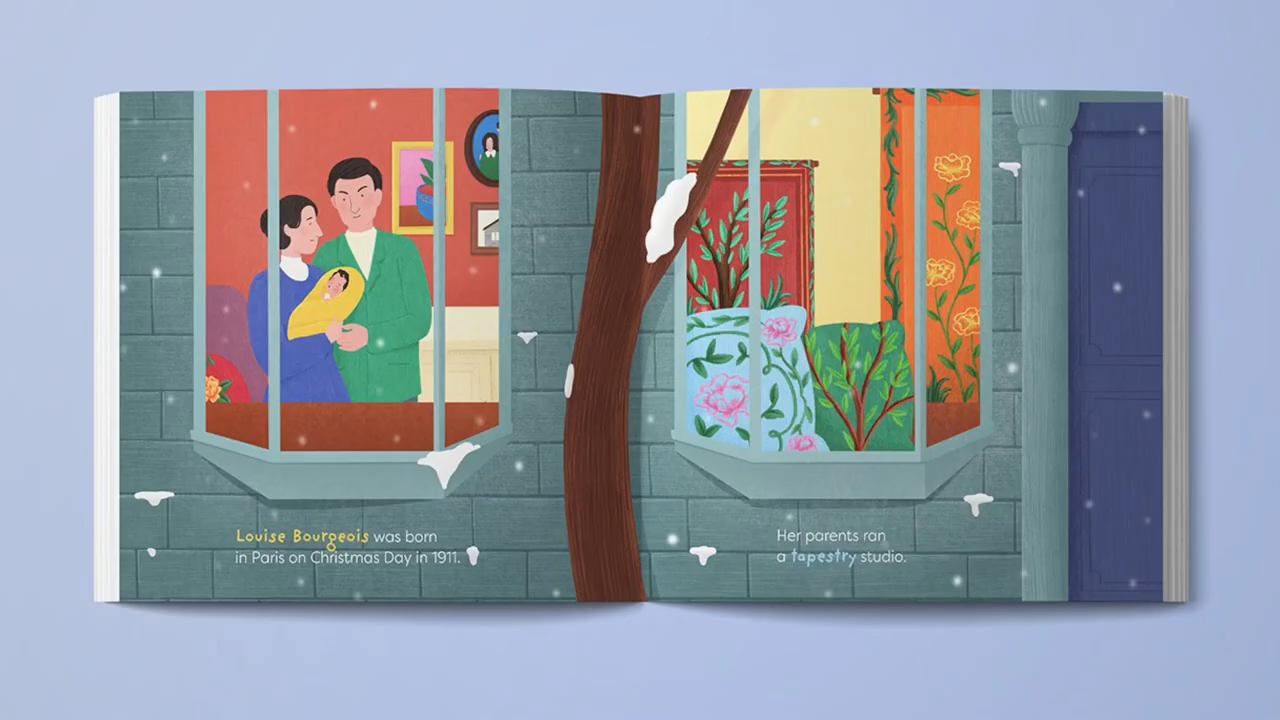 Louise Bourgeois was born
in Paris on Christmas Day in 1911.
Her parents ran
a tapestry studio.